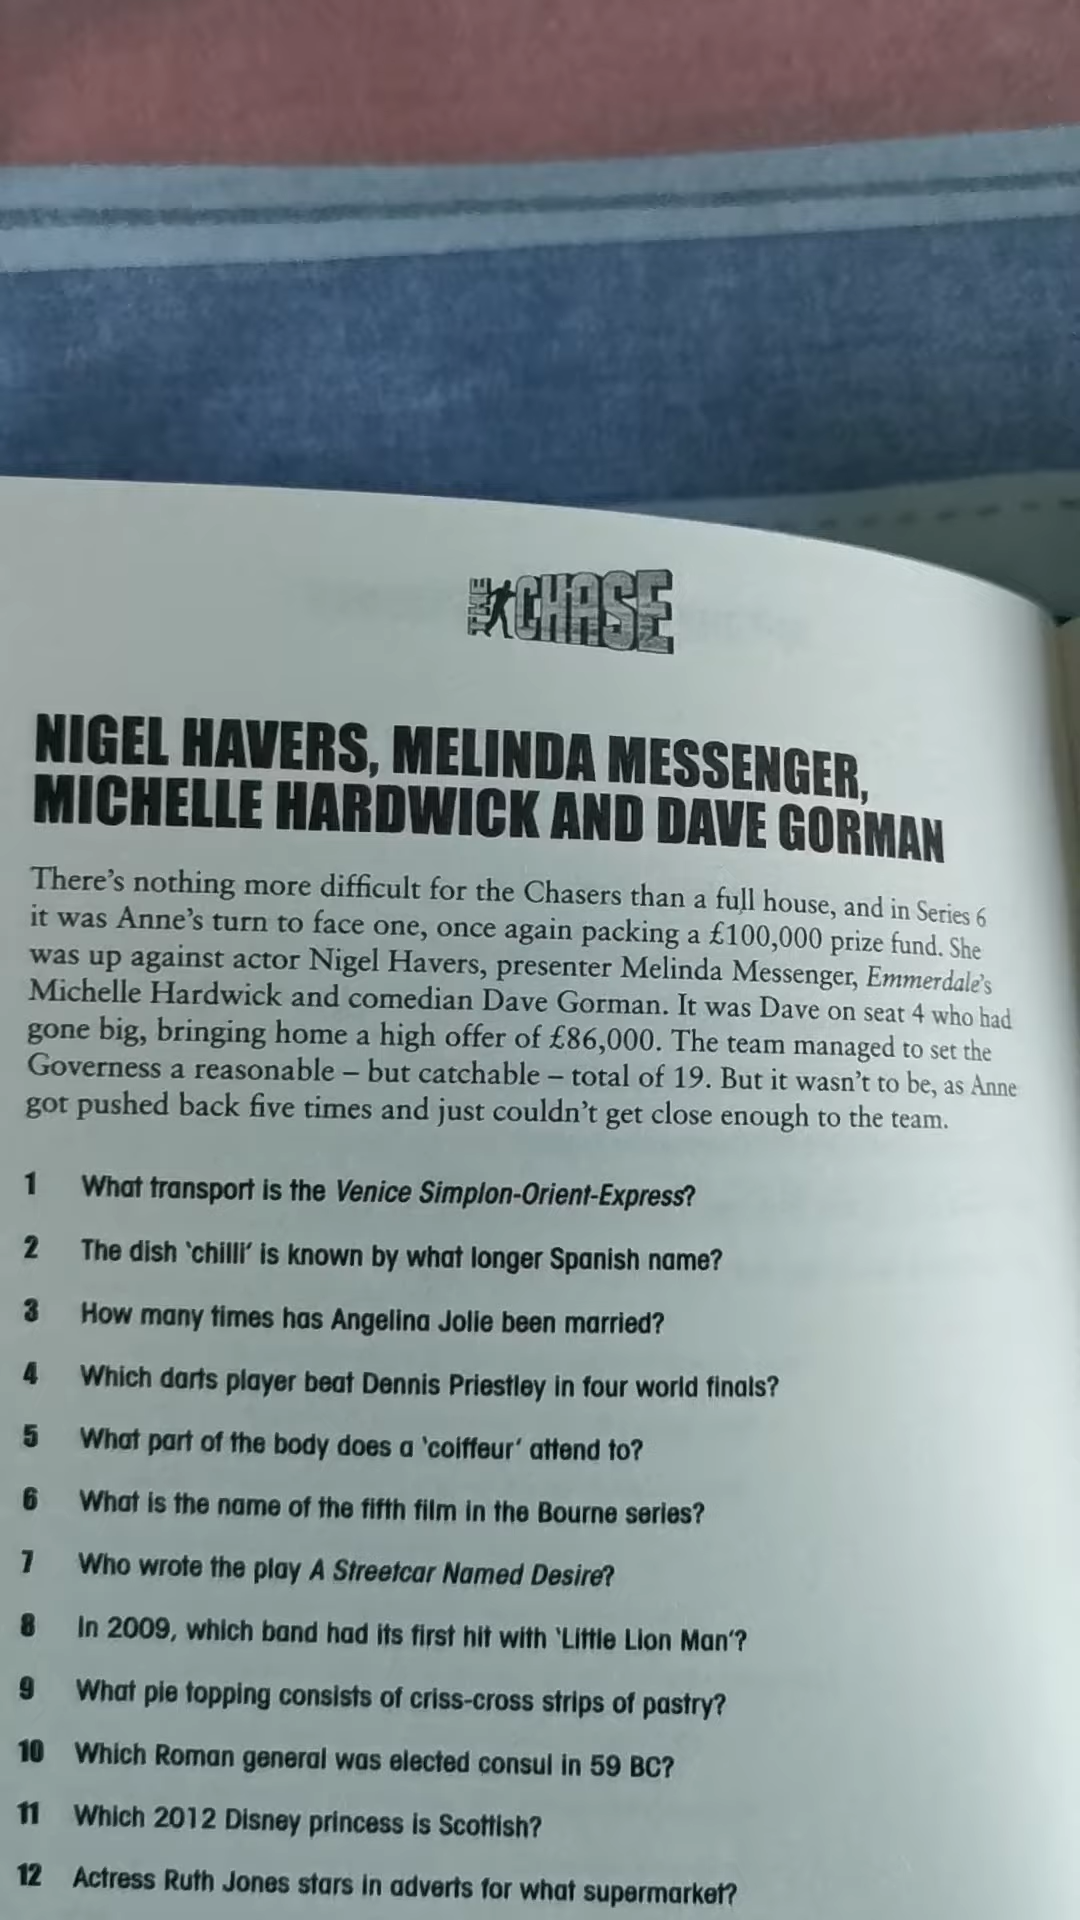 THE CHASE
NIGEL HAVERS, MELINDA MESSENGER,
MICHELLE HARDWICK AND DAVE GORMAN
There's nothing more difficult for the Chasers than a full house, and in Series 6
it was Anne's turn to face one, once again packing a £100,000 prize fund. She
was up against actor Nigel Havers, presenter Melinda Messenger, Emmerdale's
Michelle Hardwick and comedian Dave Gorman. It was Dave on seat 4 who had
gone big, bringing home a high offer of £86,000. The team managed to set the
Governess a reasonable – but catchable – total of 19. But it wasn't to be, as Anne
got pushed back five times and just couldn't get close enough to the team.
1 What transport is the Venice Simplon-Orient-Express?
2 The dish 'chilli' is known by what longer Spanish name?
3 How many times has Angelina Jolie been married?
4 Which darts player beat Dennis Priestley in four world finals?
5 What part of the body does a 'coiffeur' attend to?
6 What is the name of the fifth film in the Bourne series?
7 Who wrote the play A Streetcar Named Desire?
8 In 2009, which band had its first hit with 'Little Lion Man'?
9 What pie topping consists of criss-cross strips of pastry?
10 Which Roman general was elected consul in 59 BC?
11 Which 2012 Disney princess is Scottish?
12 Actress Ruth Jones stars in adverts for what supermarket?